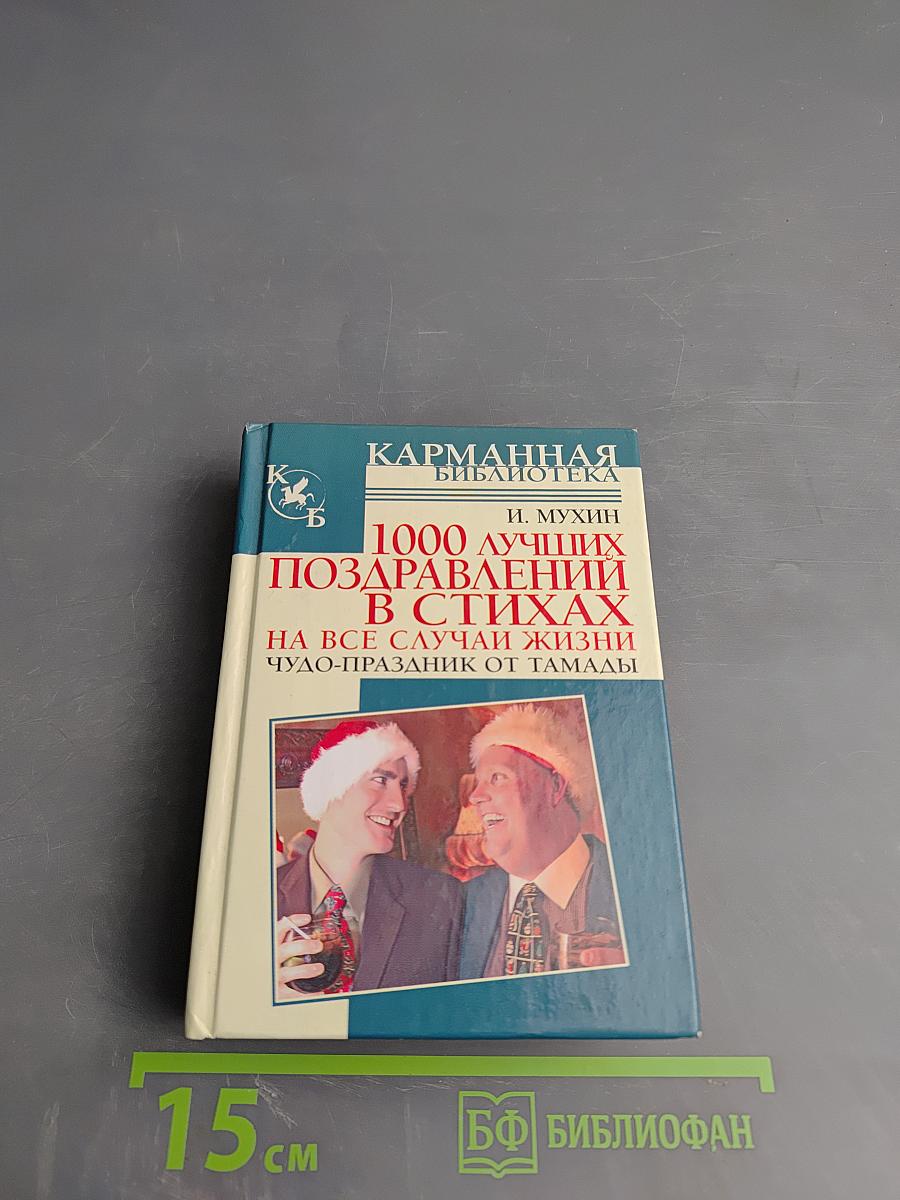 КАРМАННАЯ
БИБЛИОТЕКА
К
Б
И. МУХИН
1000 ЛУЧШИХ
ПОЗДРАВЛЕНИЙ
В СТИХАХ
НА ВСЕ СЛУЧАИ ЖИЗНИ
ЧУДО-ПРАЗДНИК ОТ ТАМАДЫ
15 СМ
БФ БИБЛИОФАН